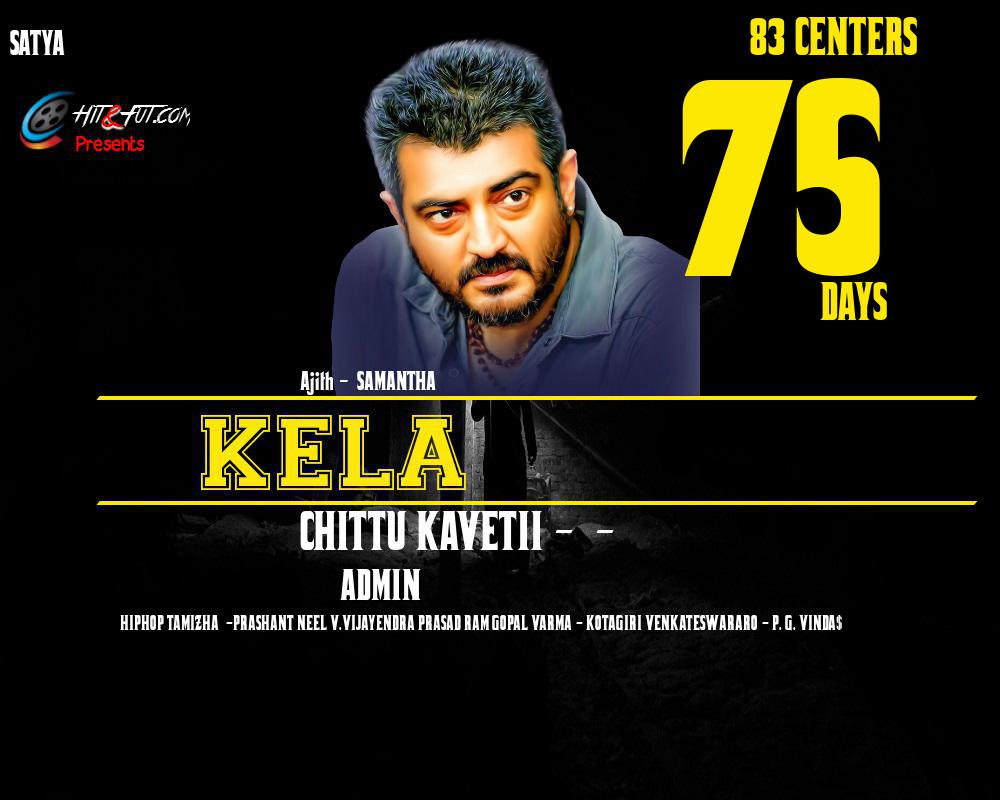 SATYA
83 CENTERS
HIT&FUT.COM
Presents
75
DAYS
Ajith - SAMANTHA
KELA
CHITTU KAVETII - -
ADMIN
HIPHOP TAMIZHA -PRASHANT NEEL V.VIJAYENDRA PRASAD RAM GOPAL VARMA - KOTAGIRI VENKATESWARARO - P. G. VINDA$